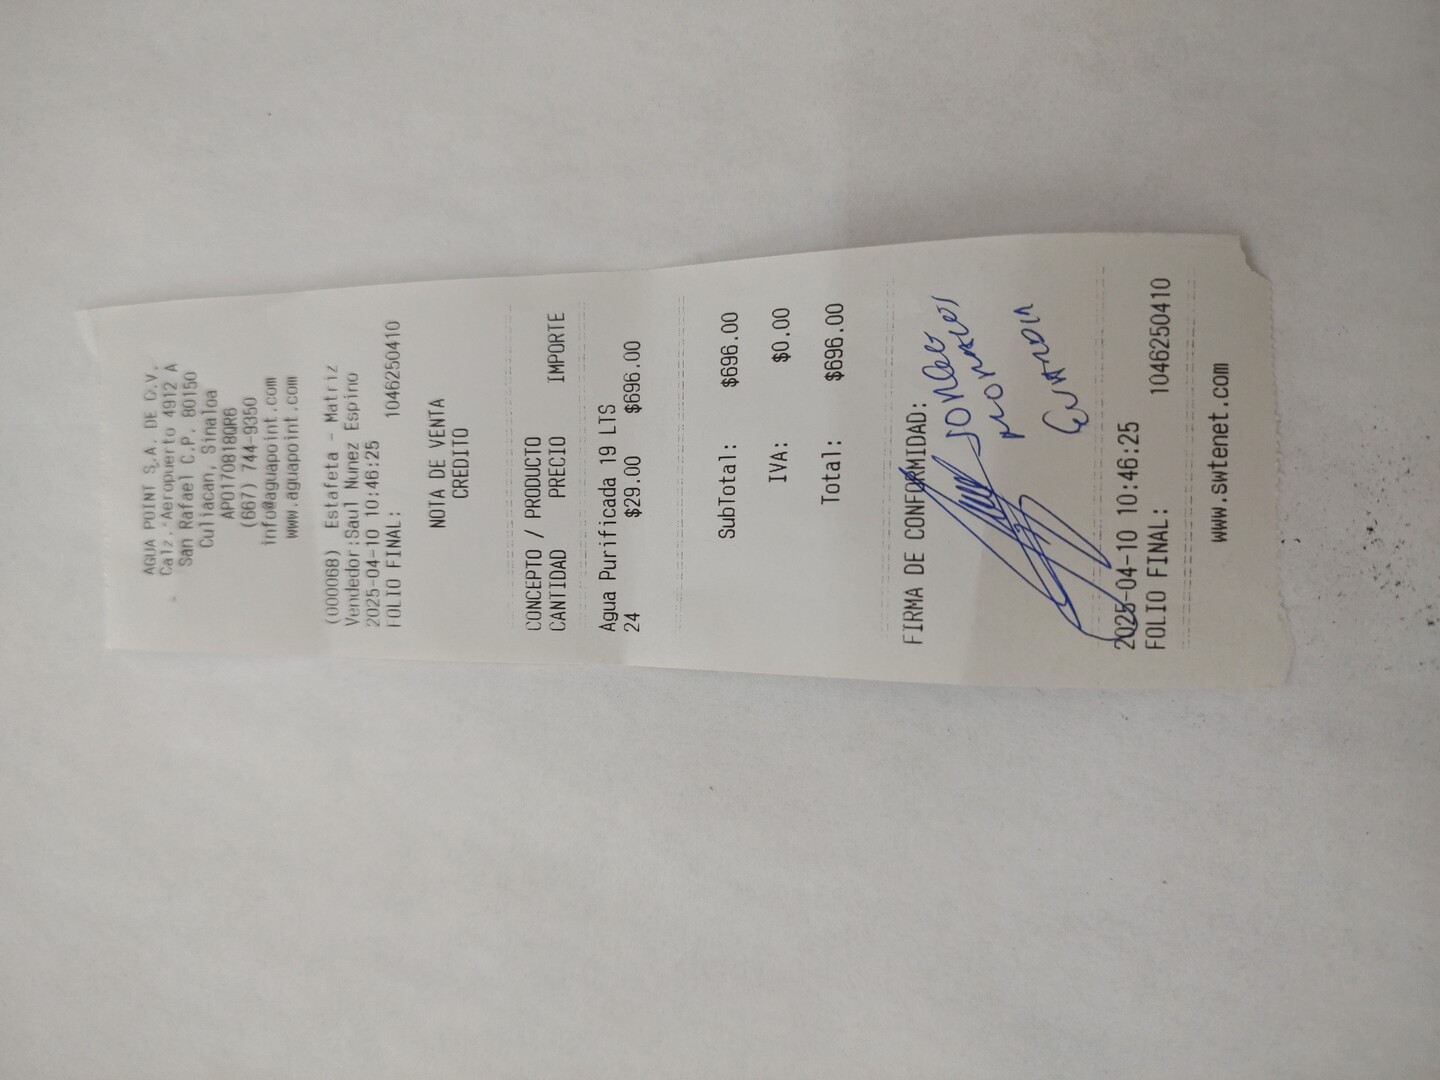 AGUA POINT S.A. DE C.V.
Calz. Aeropuerto 4912 A
San Rafael C.P. 80150
Culiacan, Sinaloa
APO170818QR6
(667) 744-9350
info@aguapoint.com
www.aguapoint.com
(000068) Estafeta - Matriz
Vendedor:Saul Nunez Espino
2025-04-10 10:46:25
FOLIO FINAL: 1046250410
NOTA DE VENTA
CREDITO
CONCEPTO / PRODUCTO
CANTIDAD PRECIO IMPORTE
Agua Purificada 19 LTS
24 $29.00 $696.00
SubTotal: $696.00
IVA: $0.00
Total: $696.00
FIRMA DE CONFORMIDAD:
2025-04-10 10:46:25
FOLIO FINAL: 1046250410
www.swtenet.com